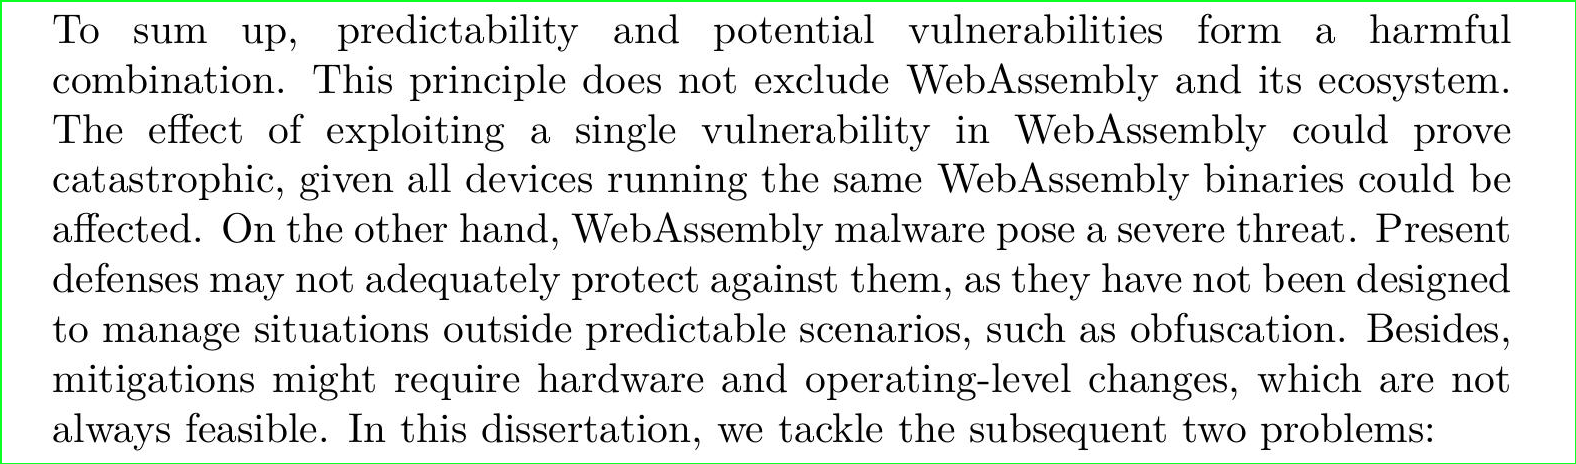 To sum up, predictability and potential vulnerabilities form a harmful
combination. This principle does not exclude WebAssembly and its ecosystem.
The effect of exploiting a single vulnerability in WebAssembly could prove
catastrophic, given all devices running the same WebAssembly binaries could be
affected. On the other hand, WebAssembly malware pose a severe threat. Present
defenses may not adequately protect against them, as they have not been designed
to manage situations outside predictable scenarios, such as obfuscation. Besides,
mitigations might require hardware and operating-level changes, which are not
always feasible. In this dissertation, we tackle the subsequent two problems: